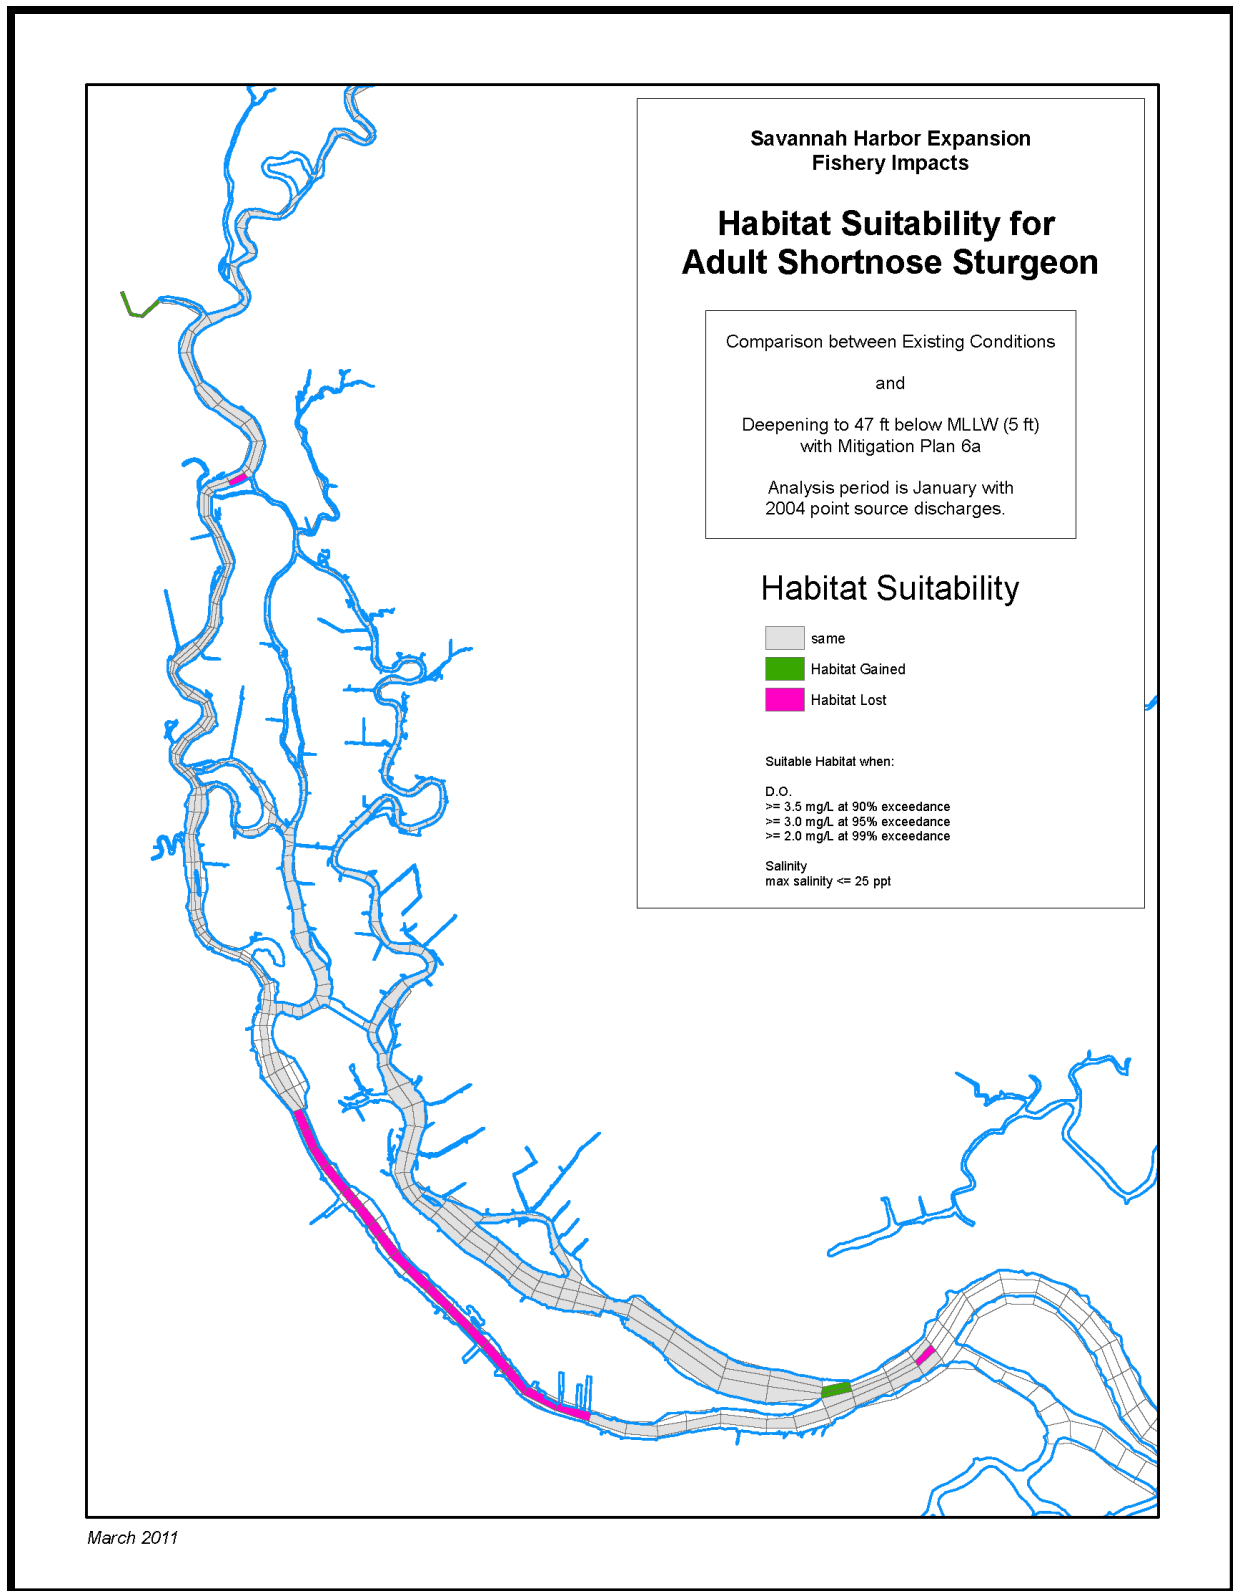 Savannah Harbor Expansion
Fishery Impacts
Habitat Suitability for
Adult Shortnose Sturgeon
Comparison between Existing Conditions
and
Deepening to 47 ft below MLLW (5 ft)
with Mitigation Plan 6a
Analysis period is January with
2004 point source discharges.
Habitat Suitability
same
Habitat Gained
Habitat Lost
Suitable Habitat when:
D.O.
>= 3.5 mg/L at 90% exceedance
>= 3.0 mg/L at 95% exceedance
>= 2.0 mg/L at 99% exceedance
Salinity
max salinity <= 25 ppt
March 2011